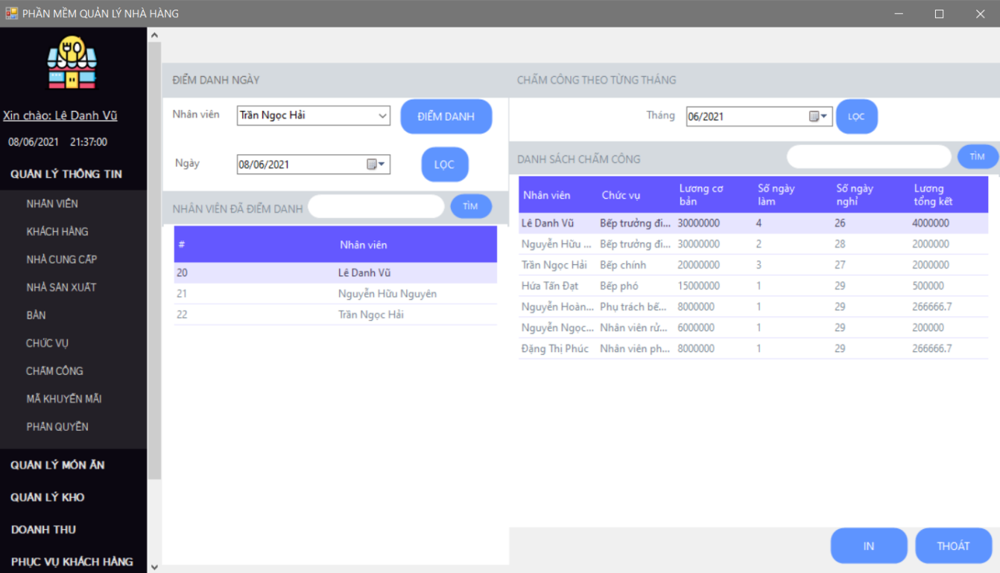 PHẦN MỀM QUẢN LÝ NHÀ HÀNG
Xin chào: Lê Danh Vũ
08/06/2021 21:37:00
QUẢN LÝ THÔNG TIN
NHÂN VIÊN
KHÁCH HÀNG
NHÀ CUNG CẤP
NHÀ SẢN XUẤT
BÀN
CHỨC VỤ
CHẤM CÔNG
MÃ KHUYẾN MÃI
PHÂN QUYỀN
QUẢN LÝ MÓN ĂN
QUẢN LÝ KHO
DOANH THU
PHỤC VỤ KHÁCH HÀNG
ĐIỂM DANH NGÀY
Nhân viên Trần Ngọc Hải ĐIỂM DANH
Ngày 08/06/2021 LỌC
NHÂN VIÊN ĐÃ ĐIỂM DANH TÌM
# Nhân viên
20 Lê Danh Vũ
21 Nguyễn Hữu Nguyên
22 Trần Ngọc Hải
CHẤM CÔNG THEO TỪNG THÁNG
Tháng 06/2021 LỌC
DANH SÁCH CHẤM CÔNG TÌM
Nhân viên Chức vụ Lương cơ bản Số ngày làm Số ngày nghỉ Lương tổng kết
Lê Danh Vũ Bếp trưởng đi... 30000000 4 26 4000000
Nguyễn Hữu ... Bếp trưởng đi... 30000000 2 28 2000000
Trần Ngọc Hải Bếp chính 20000000 3 27 2000000
Hứa Tấn Đạt Bếp phó 15000000 1 29 500000
Nguyễn Hoàn... Phụ trách bế... 8000000 1 29 266666.7
Nguyễn Ngọc... Nhân viên rử... 6000000 1 29 200000
Đặng Thị Phúc Nhân viên ph... 8000000 1 29 266666.7
IN THOÁT